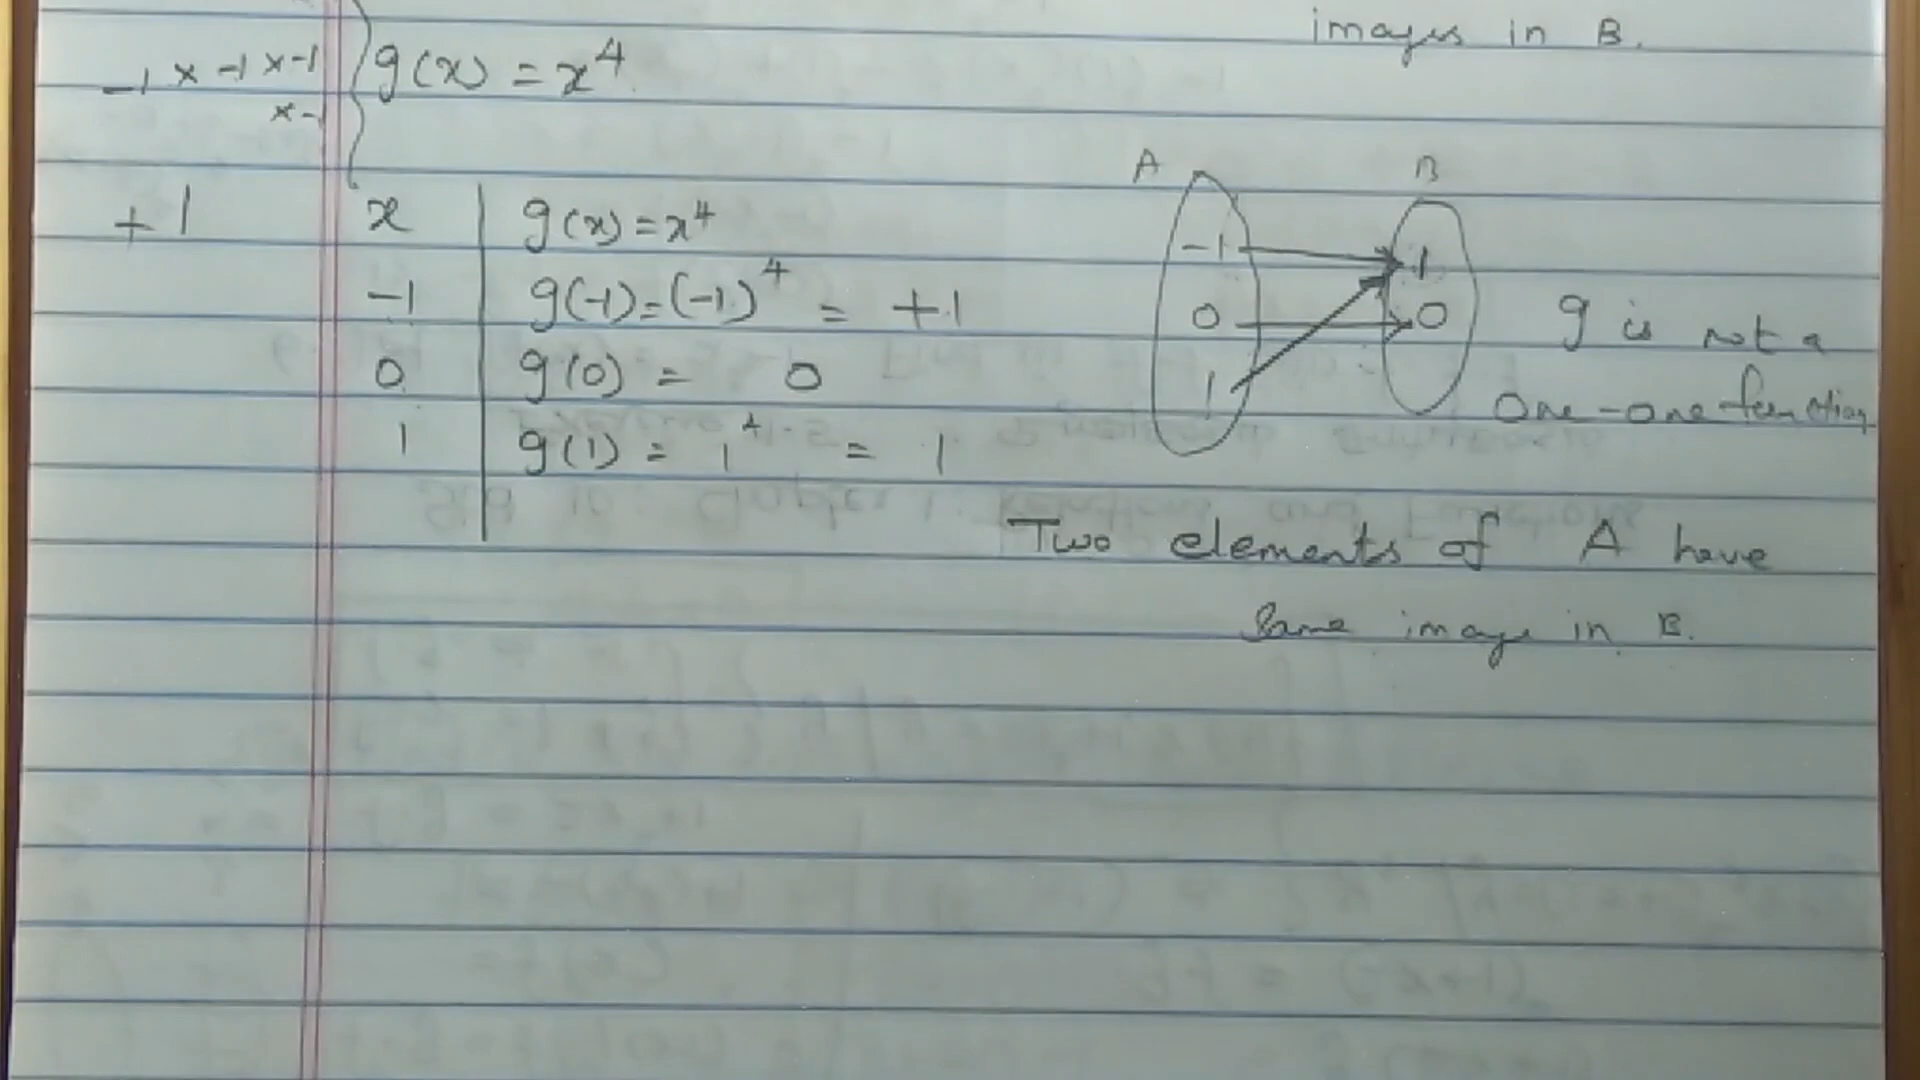 images in B.
-1 x -1 x -1
x -1
g(x) = x⁴
+1
x | g(x) = x⁴
-1 | g(-1) = (-1)⁴ = +1
0 | g(0) = 0
1 | g(1) = 1⁴ = 1
A B
-1 1
0 0
1
g is not a
one-one function
Two elements of A have
same image in B.